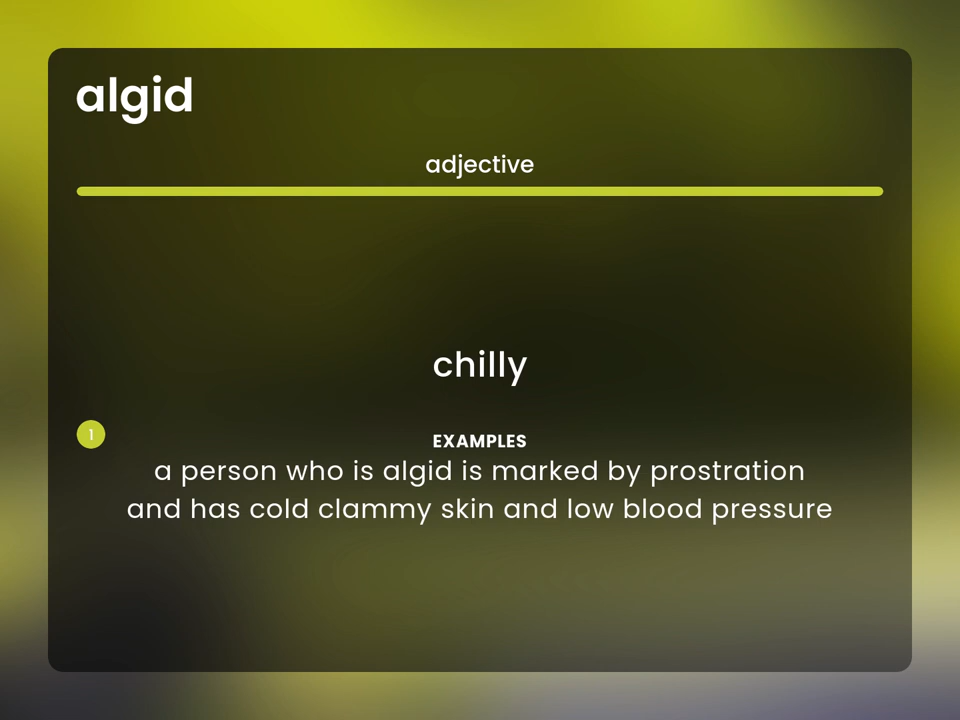 algid
adjective
chilly
1
EXAMPLES
a person who is algid is marked by prostration
and has cold clammy skin and low blood pressure